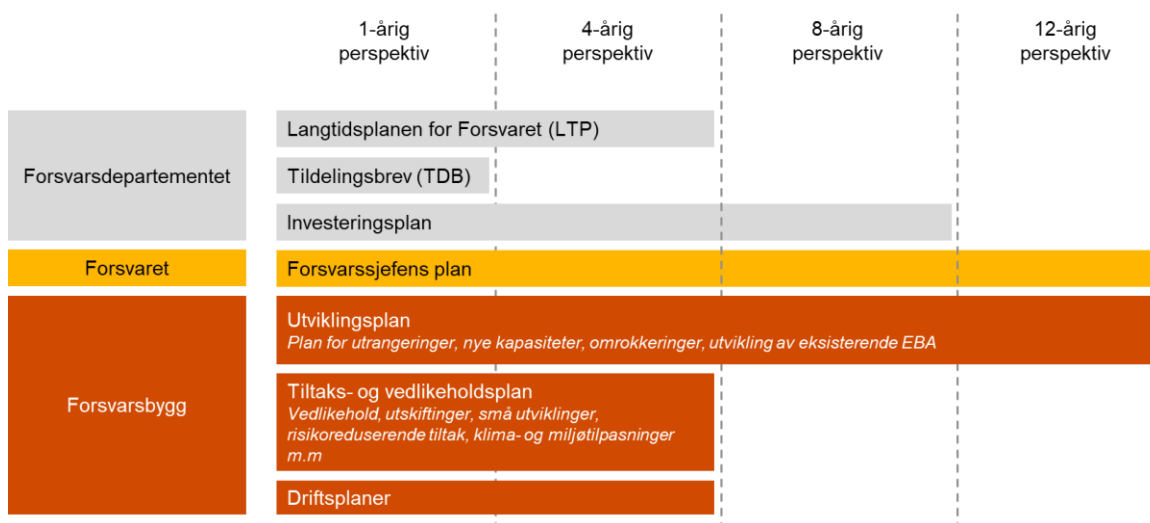 1-årig
perspektiv
4-årig
perspektiv
8-årig
perspektiv
12-årig
perspektiv
Forsvarsdepartementet
Langtidsplanen for Forsvaret (LTP)
Tildelingsbrev (TDB)
Investeringsplan
Forsvaret
Forsvarssjefens plan
Forsvarsbygg
Utviklingsplan
Plan for utrangeringer, nye kapasiteter, omrokkeringer, utvikling av eksisterende EBA
Tiltaks- og vedlikeholdsplan
Vedlikehold, utskiftinger, små utviklinger,
risikoreduserende tiltak, klima- og miljøtilpasninger
m.m
Driftsplaner